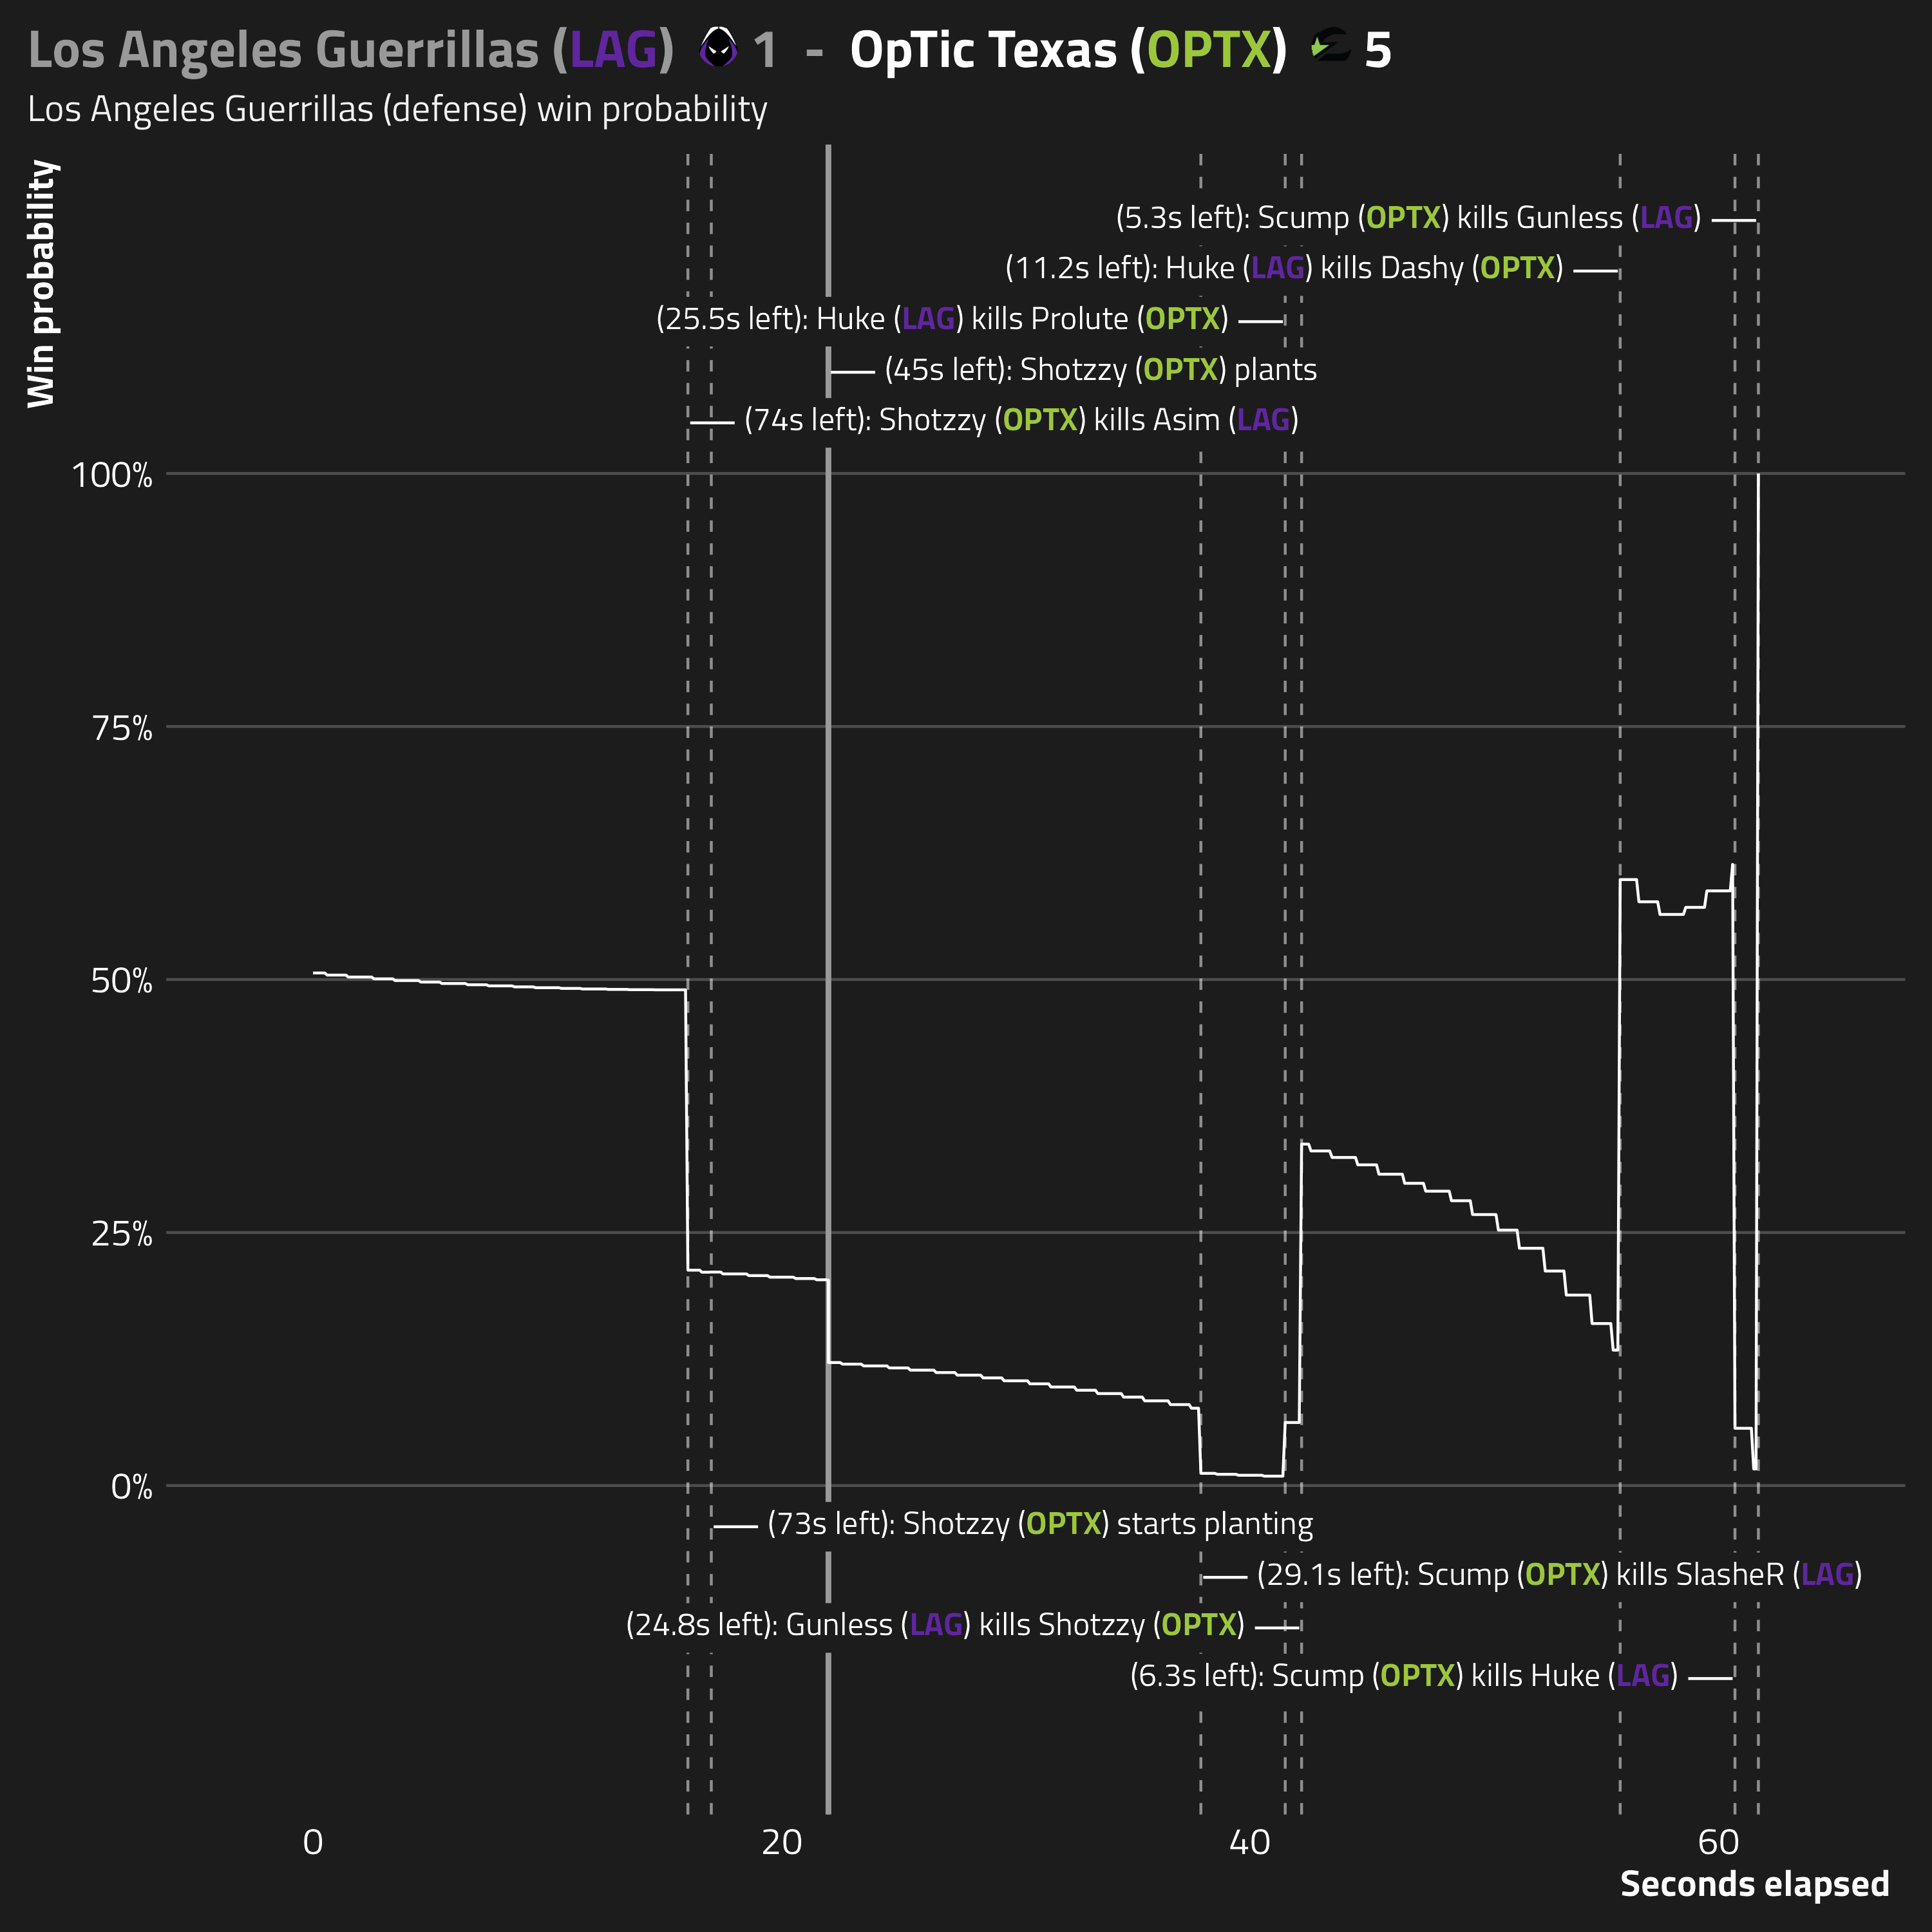 Los Angeles Guerrillas (LAG) 1 - OpTic Texas (OPTX) 5
Los Angeles Guerrillas (defense) win probability
Win probability
(5.3s left): Scump (OPTX) kills Gunless (LAG)
(11.2s left): Huke (LAG) kills Dashy (OPTX)
(25.5s left): Huke (LAG) kills Prolute (OPTX)
(45s left): Shotzzy (OPTX) plants
(74s left): Shotzzy (OPTX) kills Asim (LAG)
100%
75%
50%
25%
0%
(73s left): Shotzzy (OPTX) starts planting
(29.1s left): Scump (OPTX) kills SlasheR (LAG)
(24.8s left): Gunless (LAG) kills Shotzzy (OPTX)
(6.3s left): Scump (OPTX) kills Huke (LAG)
0 20 40 60
Seconds elapsed